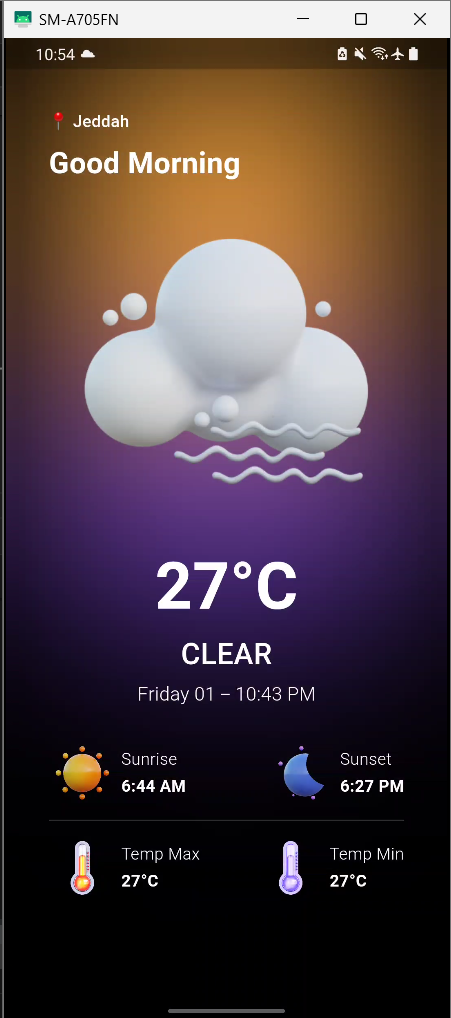 SM-A705FN
10:54
Jeddah
Good Morning
27°C
CLEAR
Friday 01 – 10:43 PM
Sunrise
6:44 AM
Sunset
6:27 PM
Temp Max
27°C
Temp Min
27°C